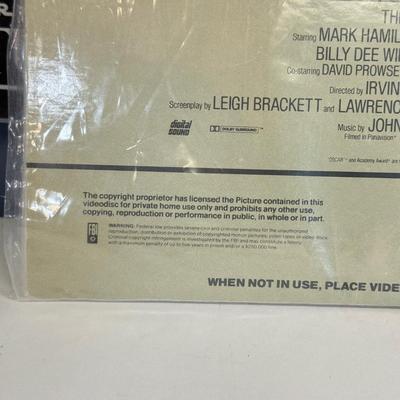 R
THE
Starring MARK HAMIL
BILLY DEE WI
Co-starring DAVID PROWSE
Directed by IRVIN
Screenplay by LEIGH BRACKETT and LAWRENC
Music by JOHN
Filmed in Panavision®
digital SOUND DOLBY SURROUND ™
"OSCAR"™ and Academy Award® are
The copyright proprietor has licensed the Picture contained in this
videodisc for private home use only and prohibits any other use,
copying, reproduction or performance in public, in whole or in part.
FBI WARNING: Federal law provides severe civil and criminal penalties for the unauthorized
reproduction, distribution or exhibition of copyrighted motion pictures, video tapes or video discs.
Criminal copyright infringement is investigated by the FBI and may constitute a felony
with a maximum penalty of up to five years in prison and/or a $250,000 fine.
WHEN NOT IN USE, PLACE VIDE